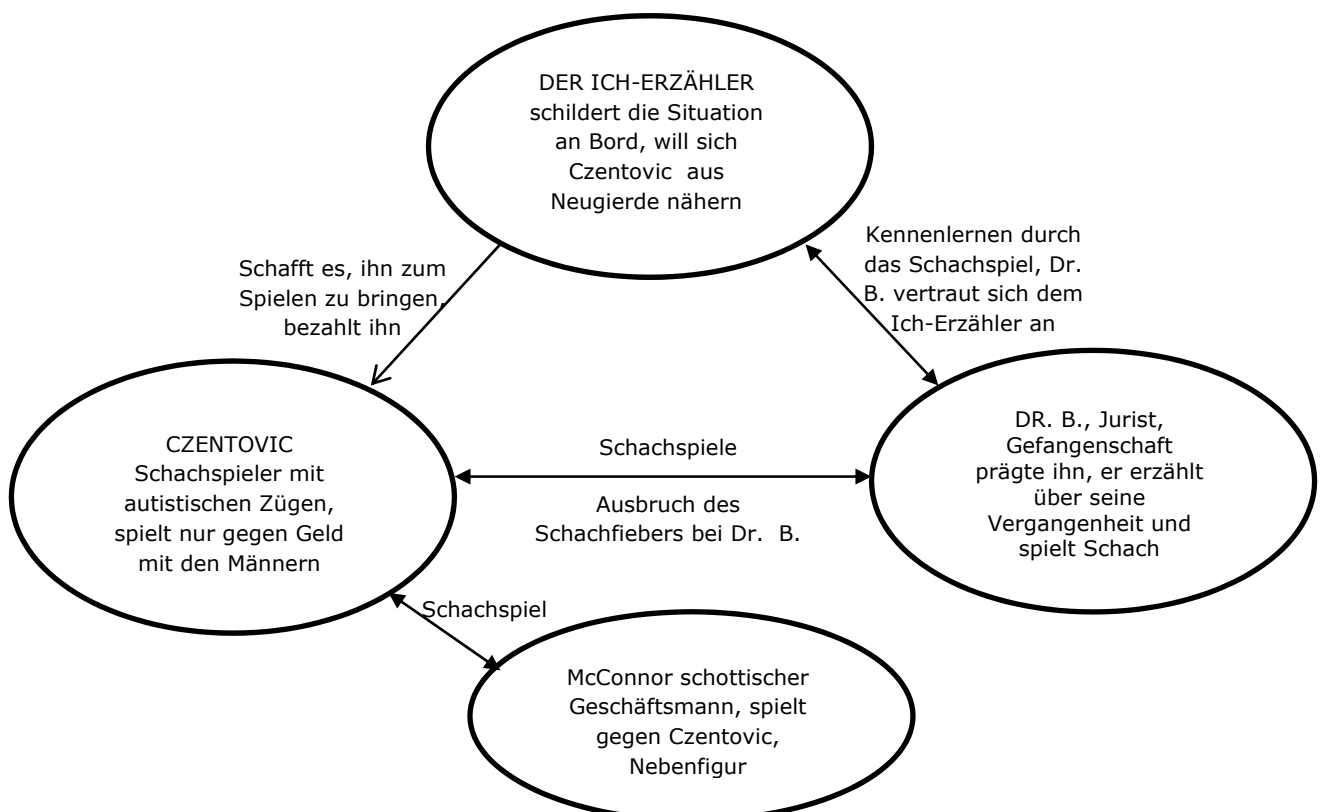 DER ICH-ERZÄHLER
schildert die Situation
an Bord, will sich
Czentovic aus
Neugierde nähern
Schafft es, ihn zum
Spielen zu bringen,
bezahlt ihn
Kennenlernen durch
das Schachspiel, Dr.
B. vertraut sich dem
Ich-Erzähler an
CZENTOVIC
Schachspieler mit
autistischen Zügen,
spielt nur gegen Geld
mit den Männern
Schachspiele
Ausbruch des
Schachfiebers bei Dr. B.
DR. B., Jurist,
Gefangenschaft
prägte ihn, er erzählt
über seine
Vergangenheit und
spielt Schach
Schachspiel
McConnor schottischer
Geschäftsmann, spielt
gegen Czentovic,
Nebenfigur